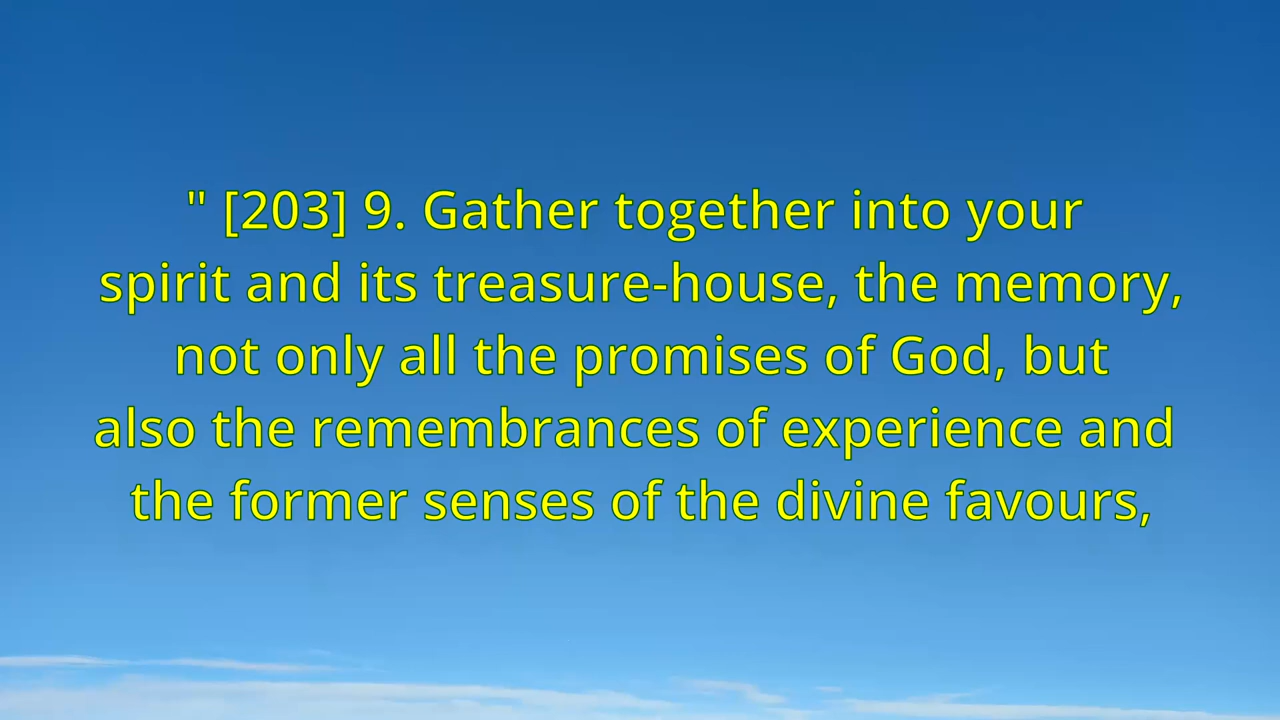 " [203] 9. Gather together into your
spirit and its treasure-house, the memory,
not only all the promises of God, but
also the remembrances of experience and
the former senses of the divine favours,